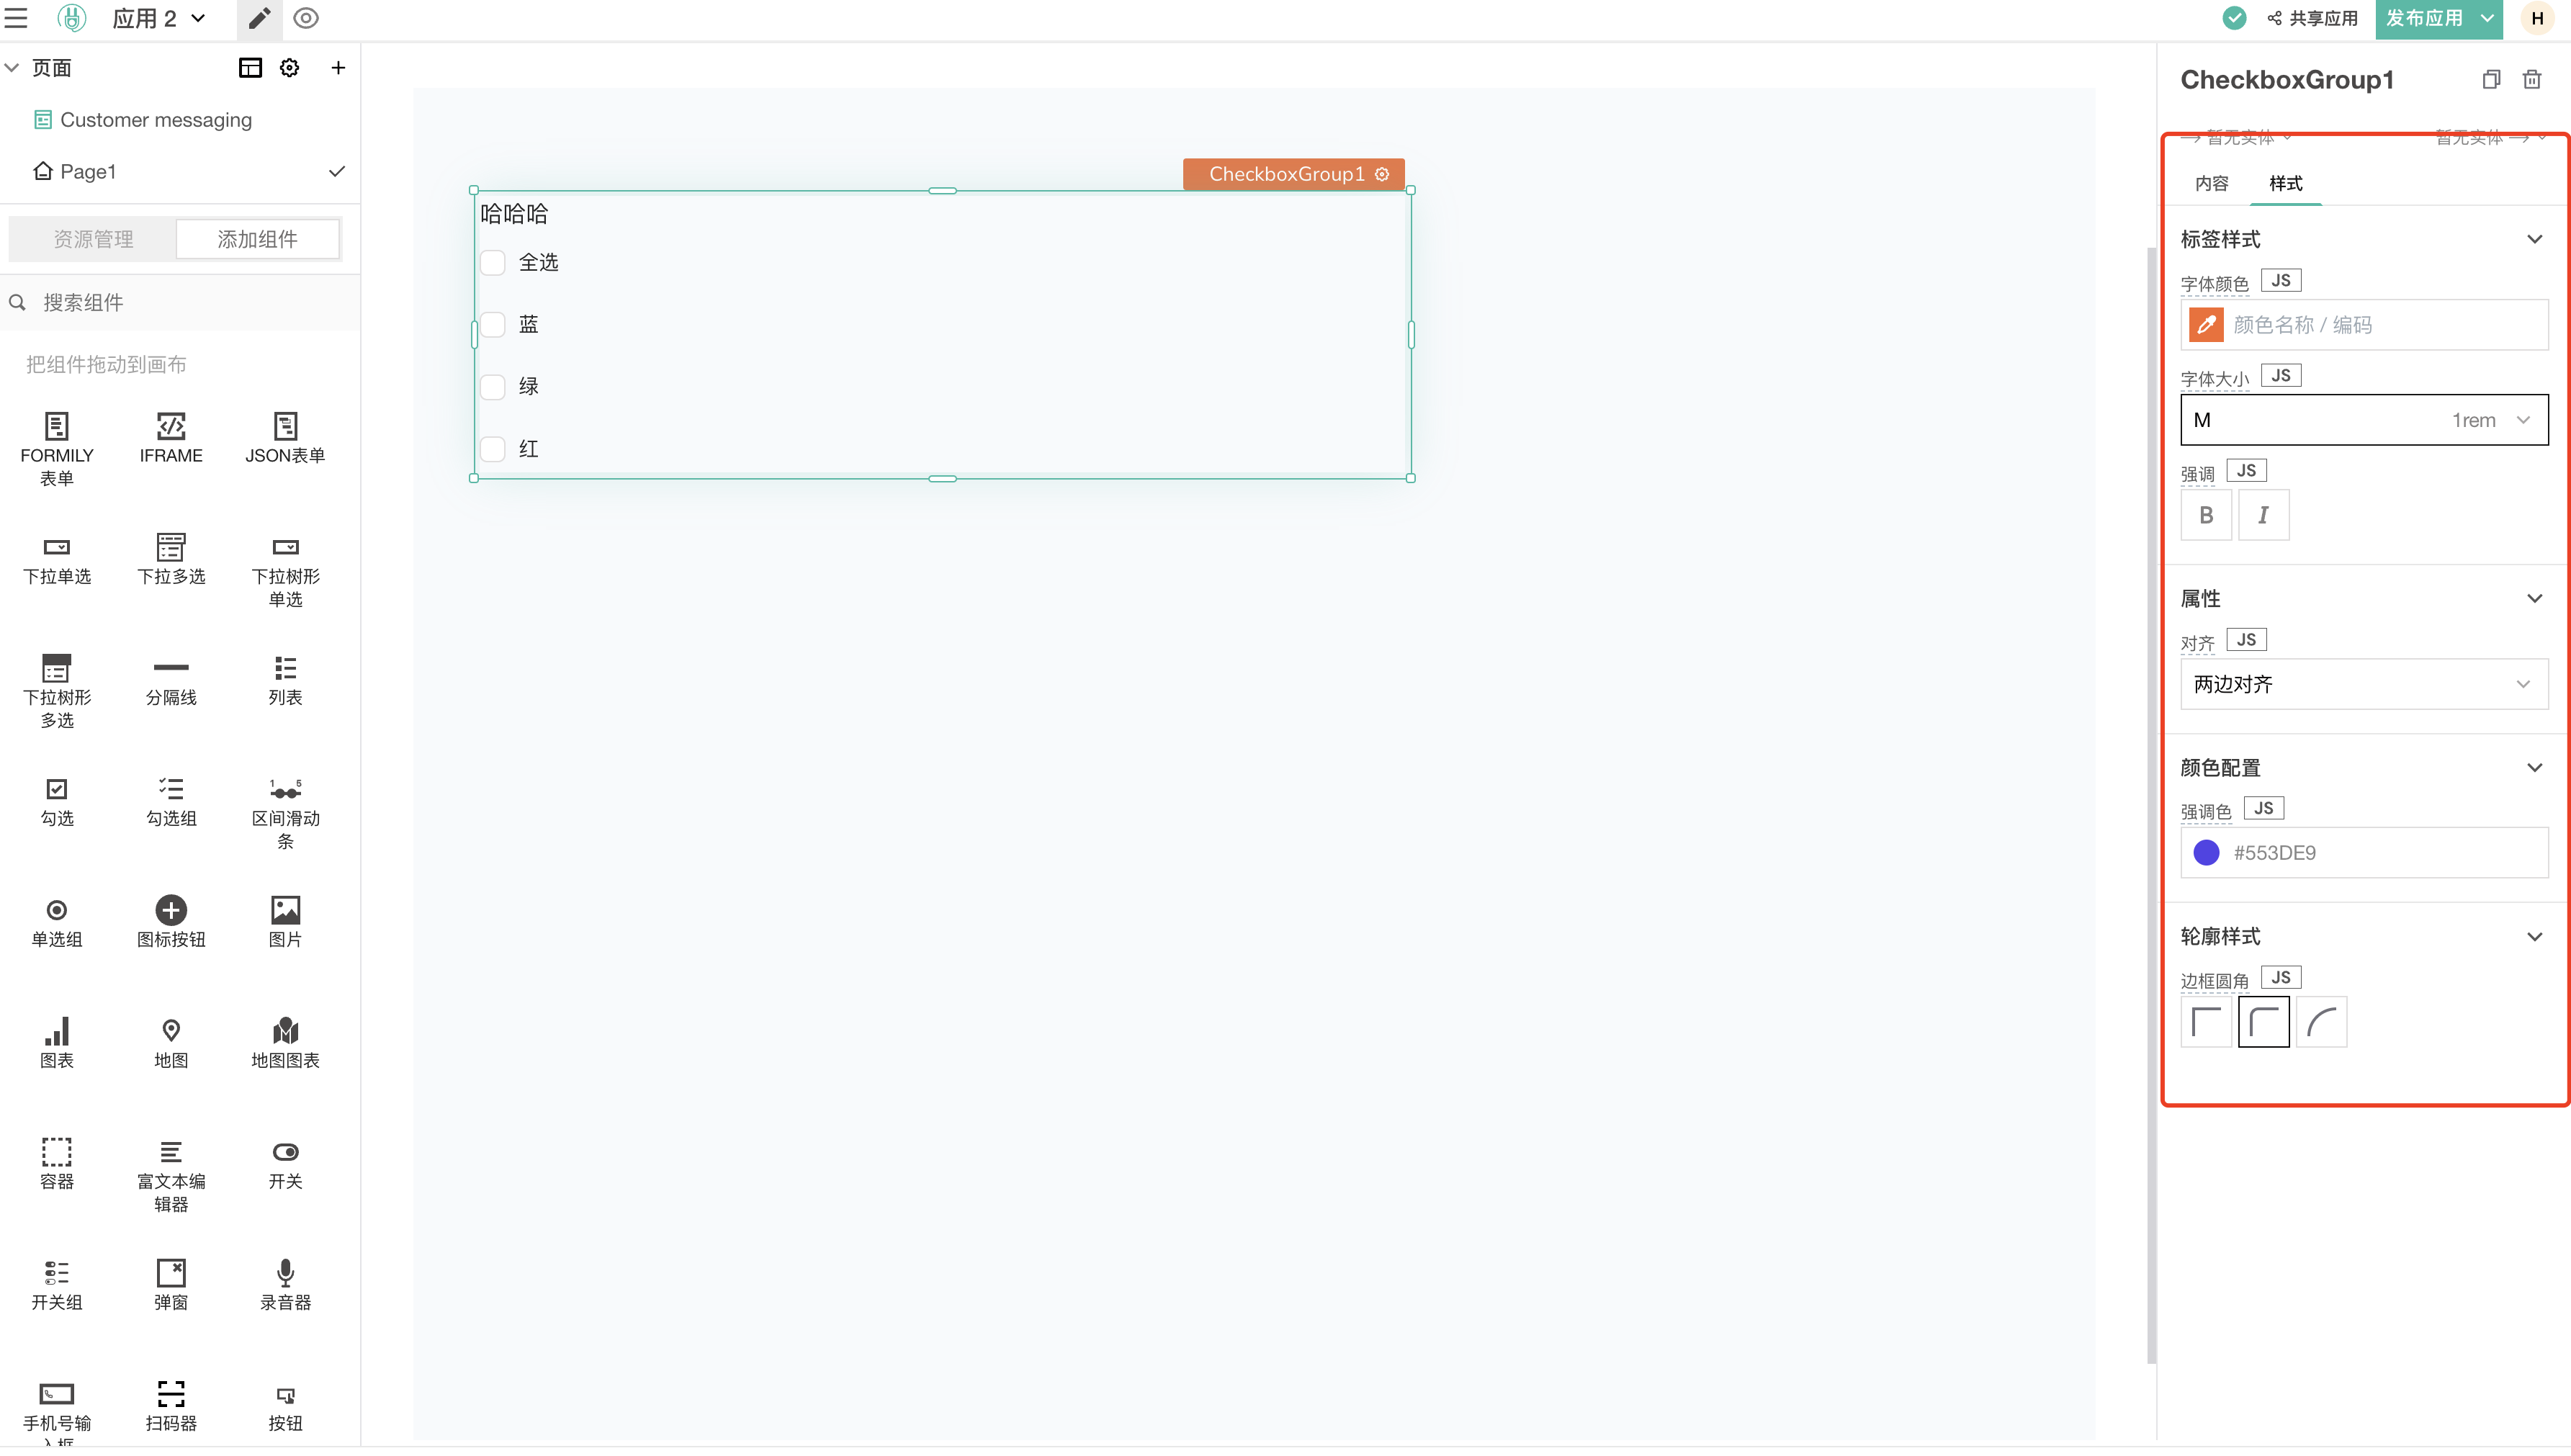 应用 2
共享应用
发布应用
H
页面
Customer messaging
Page1
资源管理
添加组件
搜索组件
把组件拖动到画布
FORMILY
表单
IFRAME
JSON表单
下拉单选
下拉多选
下拉树形
单选
下拉树形
多选
分隔线
列表
勾选
勾选组
1 5
区间滑动
条
单选组
图标按钮
图片
图表
地图
地图图表
容器
富文本编
辑器
开关
开关组
弹窗
录音器
手机号输
入框
扫码器
按钮
CheckboxGroup1
哈哈哈
全选
蓝
绿
红
CheckboxGroup1
暂无实体
暂无实体
内容
样式
标签样式
字体颜色 JS
颜色名称 / 编码
字体大小 JS
M 1rem
强调 JS
B I
属性
对齐 JS
两边对齐
颜色配置
强调色 JS
#553DE9
轮廓样式
边框圆角 JS